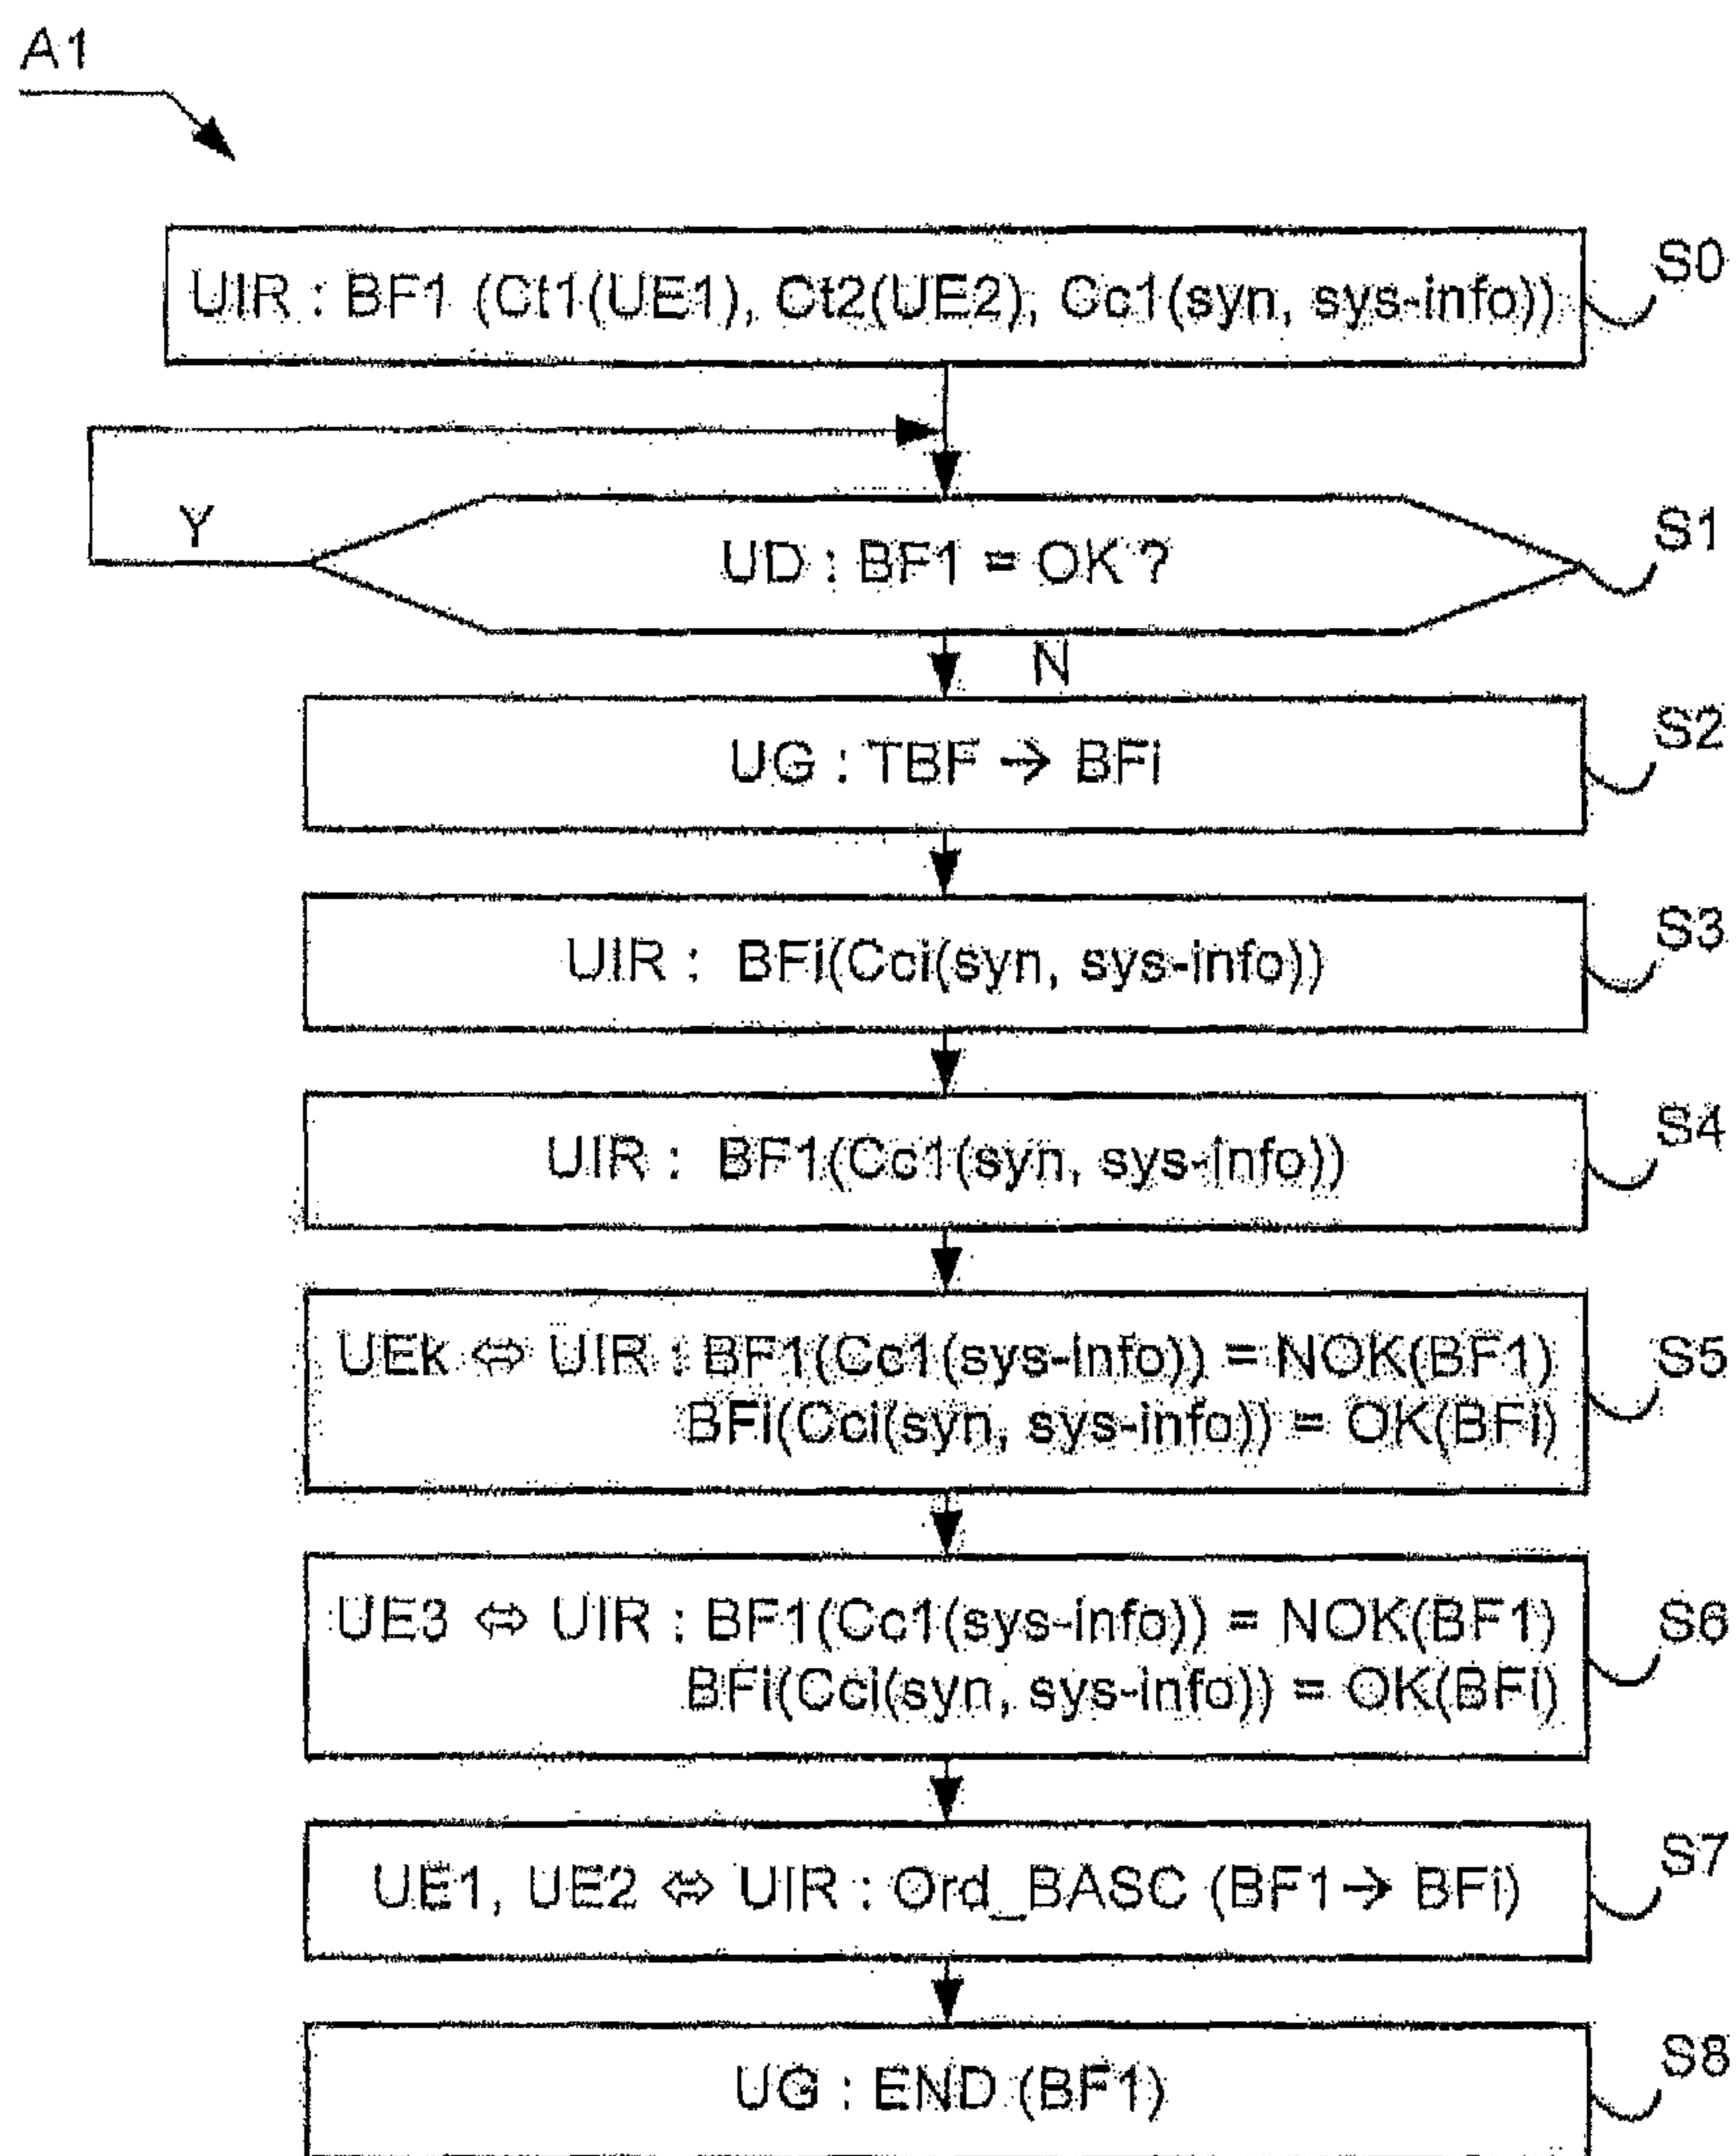 A1
UIR : BF1 (Ct1(UE1), Ct2(UE2), Cc1(syn, sys-info))
S0
Y
UD : BF1 = OK ?
S1
N
UG : TBF → BFi
S2
UIR : BFi(Cci(syn, sys-info))
S3
UIR : BF1(Cc1(syn, sys-info))
S4
UEk ⇔ UIR : BF1(Cc1(sys-info)) = NOK(BF1)
BFi(Cci(syn, sys-info)) = OK(BFi)
S5
UE3 ⇔ UIR : BF1(Cc1(sys-info)) = NOK(BF1)
BFi(Cci(syn, sys-info)) = OK(BFi)
S6
UE1, UE2 ⇔ UIR : Ord_BASC (BF1→ BFi)
S7
UG : END (BF1)
S8